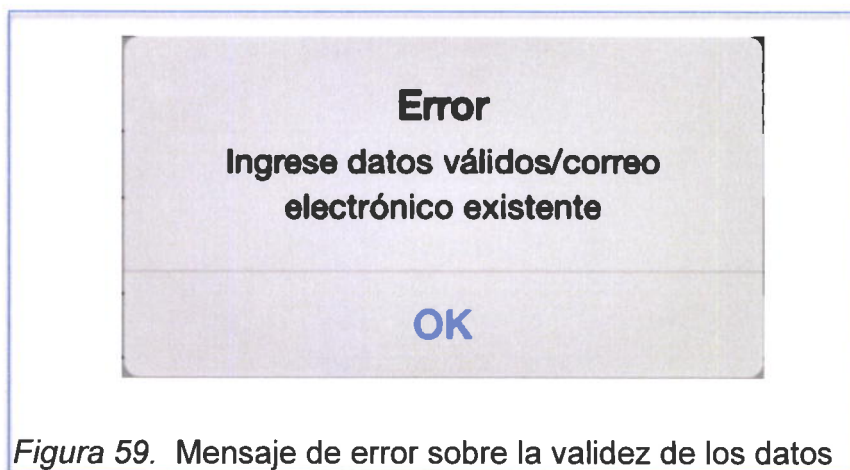 Error
Ingrese datos válidos/correo
electrónico existente
OK
Figura 59. Mensaje de error sobre la validez de los datos